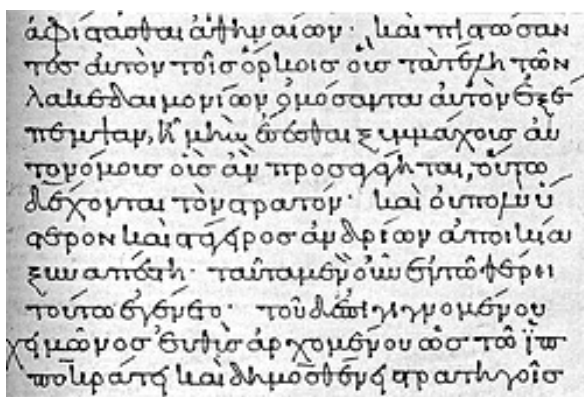 ἀφίστασθαι ἀθηναίων· καὶ πιστώσαν
τες αὐτὸν τοῖς ὅρκοις οὓς τὰ τέλη τῶν
λακεδαιμονίων ὀμόσαντα αὐτὸν ἐξέ
πεμψαν, ἦ μὴν ἔσεσθαι ξυμμάχους αὐ
τονόμους οὓς ἂν προσαγάγηται, οὕτω
δέχονται τὸν στρατόν· καὶ οὐ πολὺ ὕ
στερον καὶ στάγειρος ἀνδρίων ἀποικία
ξυναπέστη· ταῦτα μὲν οὖν ἐν τῷ θέρει
τούτω ἐγένετο· τοῦ δ' ἐπιγιγνομένου
χειμῶνος εὐθὺς ἀρχομένου ὡς τῶ ἱπ
ποκράτει καὶ δημοσθένει στρατηγοῖς